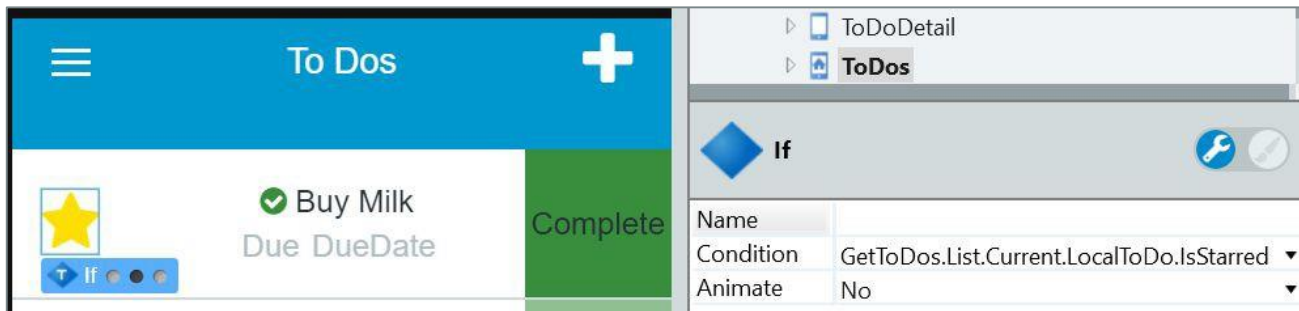 To Dos
Buy Milk
Due DueDate
Complete
T If
ToDoDetail
ToDos
If
Name
Condition GetToDos.List.Current.LocalToDo.IsStarred
Animate No